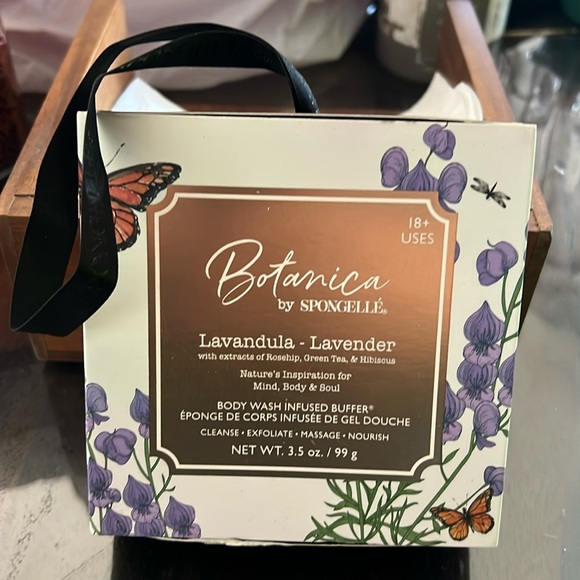 18+
USES
Botanica
by SPONGELLÉ®
Lavandula - Lavender
with extracts of Rosehip, Green Tea, & Hibiscus
Nature's Inspiration for
Mind, Body & Soul
BODY WASH INFUSED BUFFER®
ÉPONGE DE CORPS INFUSÉE DE GEL DOUCHE
CLEANSE • EXFOLIATE • MASSAGE • NOURISH
NET WT. 3.5 oz. / 99 g